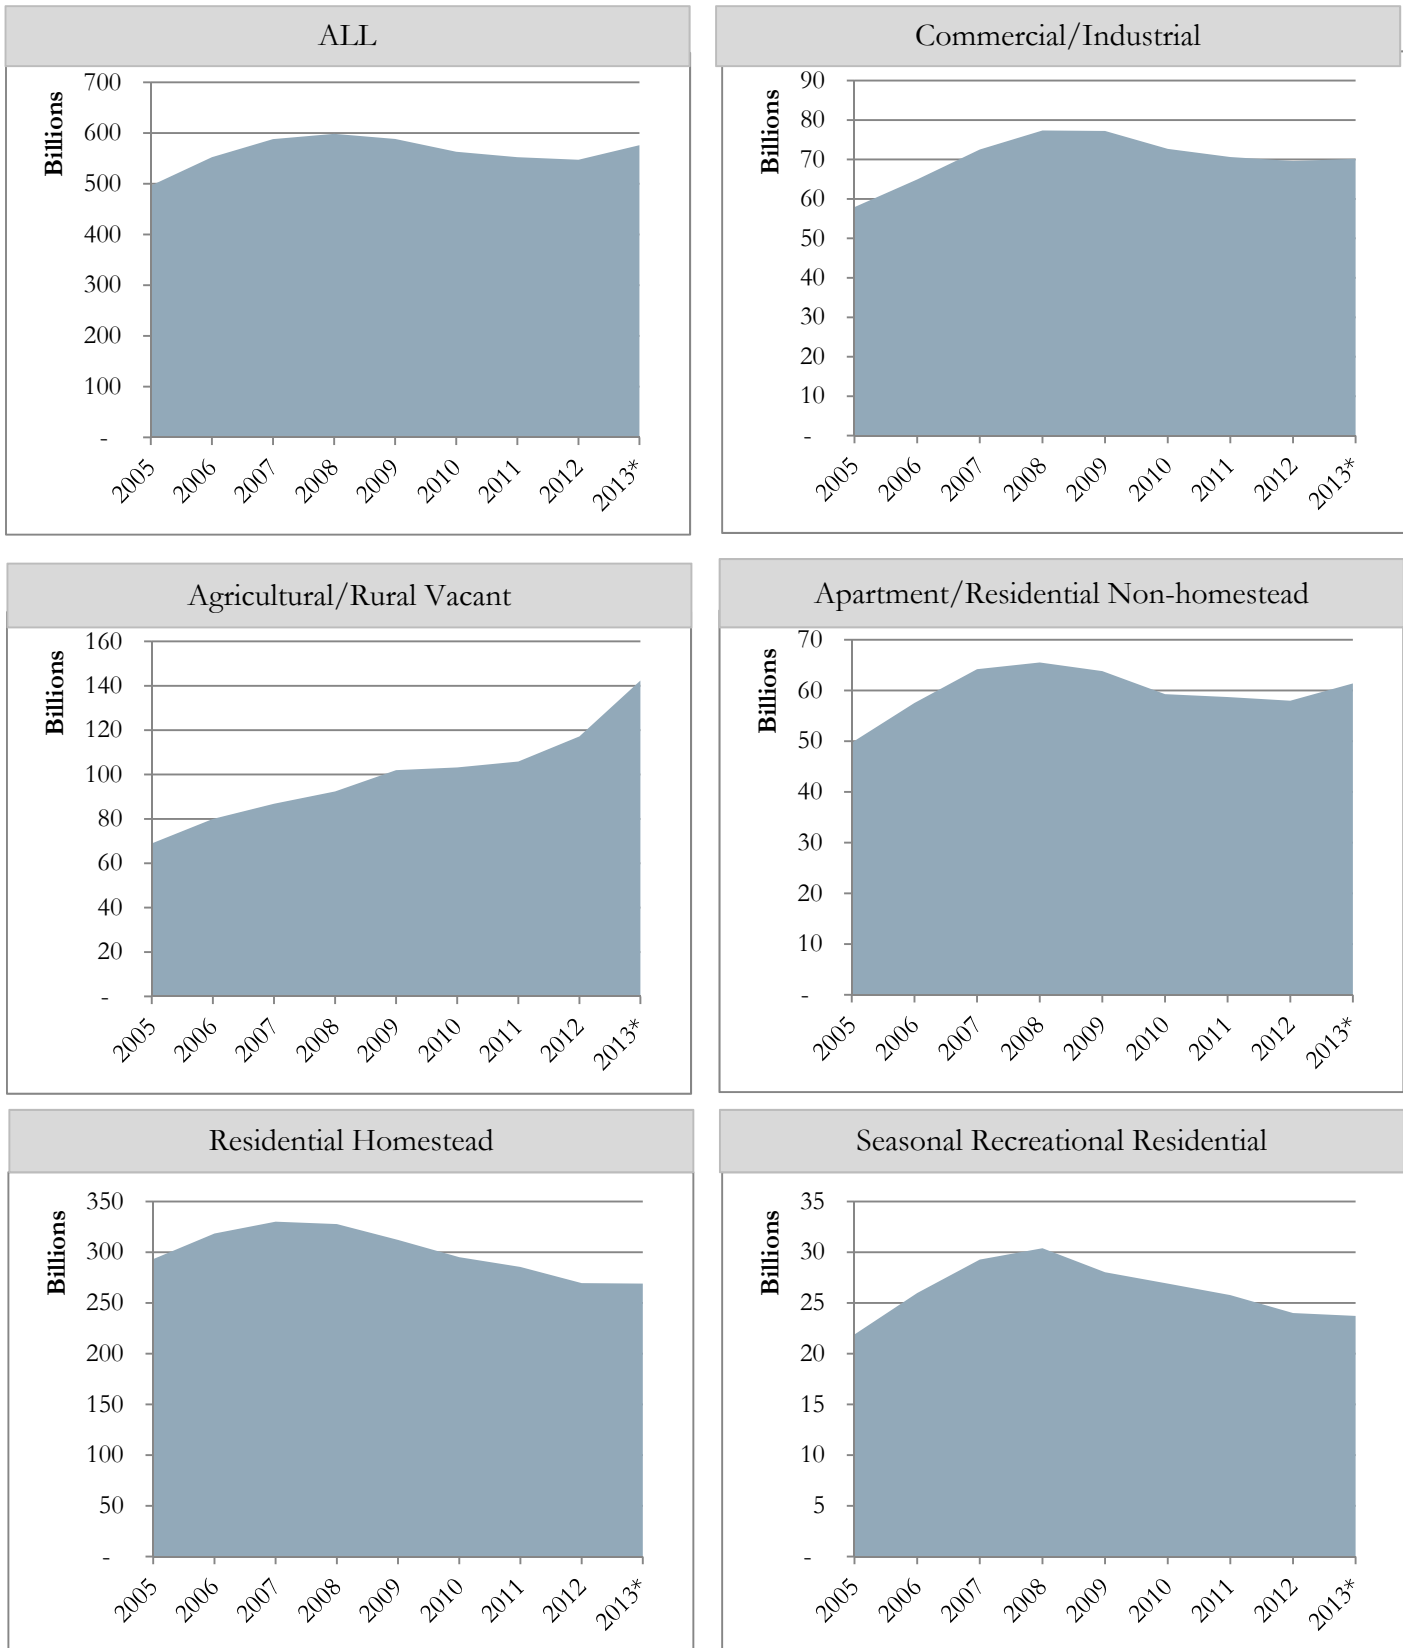 ALL
Billions
700
600
500
400
300
200
100
-
2005 2006 2007 2008 2009 2010 2011 2012 2013*
Commercial/Industrial
Billions
90
80
70
60
50
40
30
20
10
-
2005 2006 2007 2008 2009 2010 2011 2012 2013*
Agricultural/Rural Vacant
Billions
160
140
120
100
80
60
40
20
-
2005 2006 2007 2008 2009 2010 2011 2012 2013*
Apartment/Residential Non-homestead
Billions
70
60
50
40
30
20
10
-
2005 2006 2007 2008 2009 2010 2011 2012 2013*
Residential Homestead
Billions
350
300
250
200
150
100
50
-
2005 2006 2007 2008 2009 2010 2011 2012 2013*
Seasonal Recreational Residential
Billions
35
30
25
20
15
10
5
-
2005 2006 2007 2008 2009 2010 2011 2012 2013*